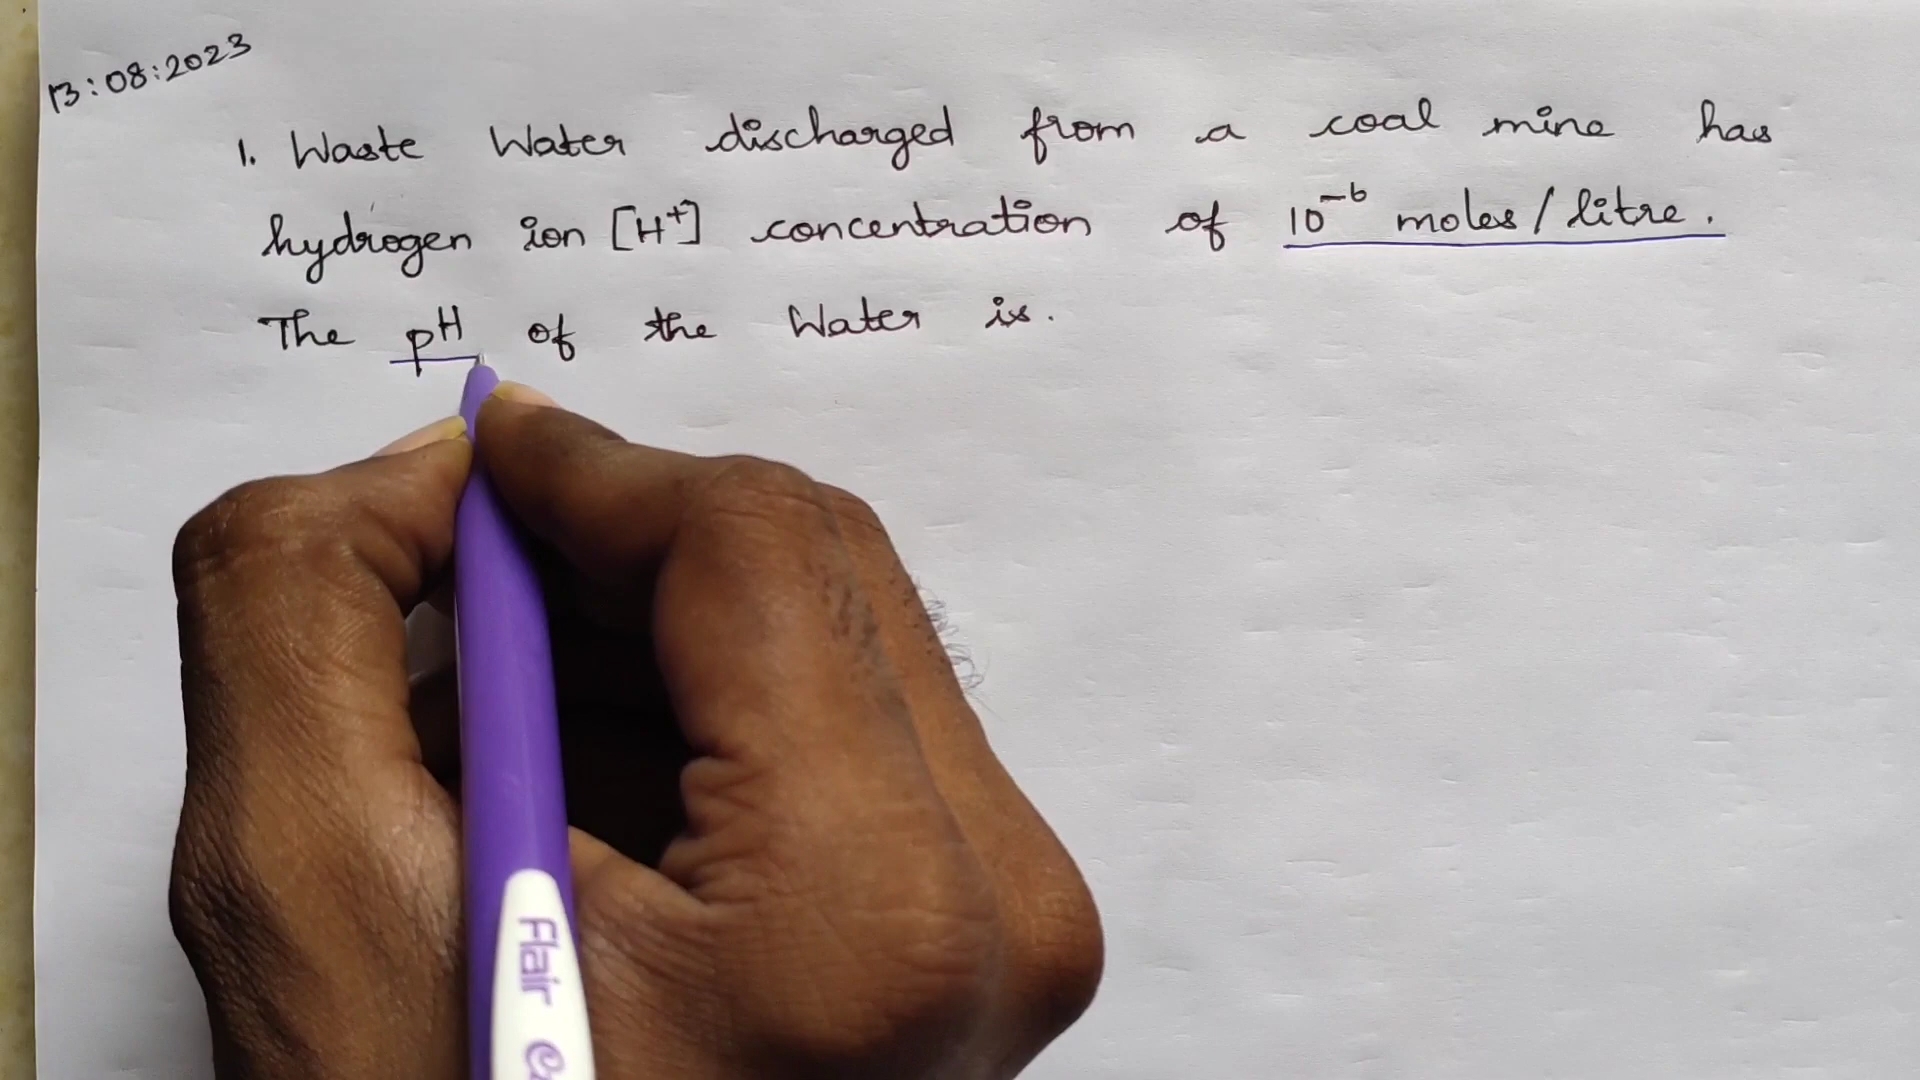 13:08:2023
1. Waste Water discharged from a coal mine has
hydrogen ion [H⁺] concentration of 10⁻⁶ moles/litre.
The pH of the Water is.
Flair